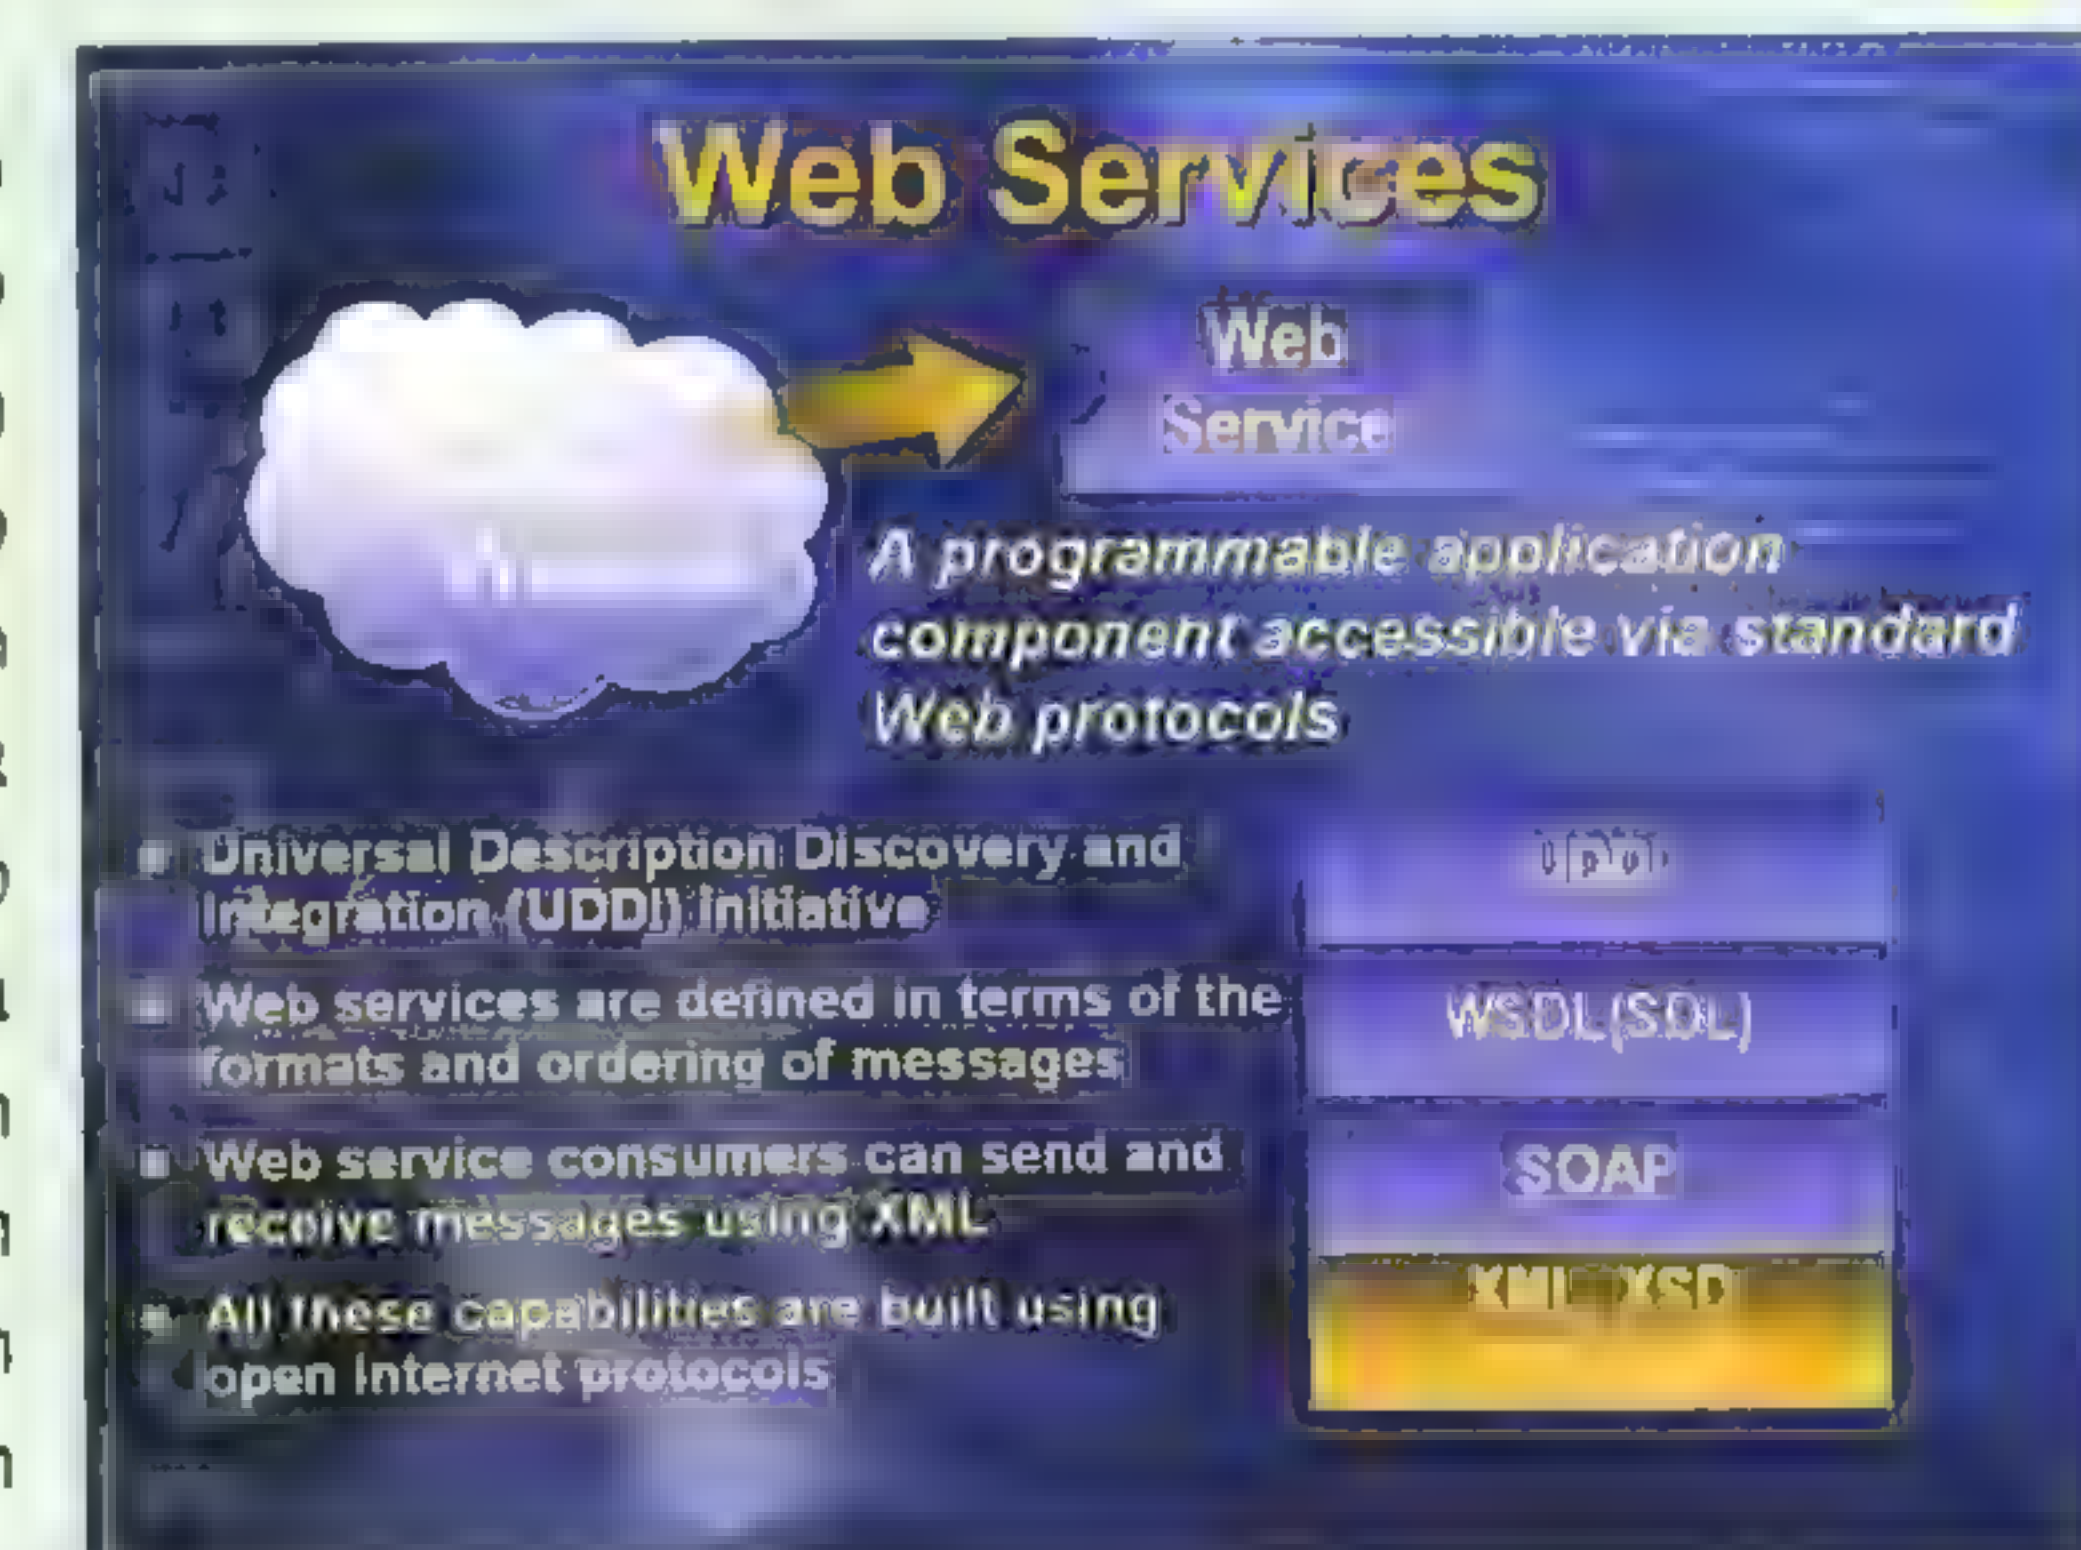 Web Services
Web
Service
A programmable application
component accessible via standard
Web protocols
Universal Description Discovery and
Integration (UDDI) initiative
Web services are defined in terms of the
formats and ordering of messages
Web service consumers can send and
receive messages using XML
All these capabilities are built using
open Internet protocols
WSDL(SDL)
SOAP
XML XSD